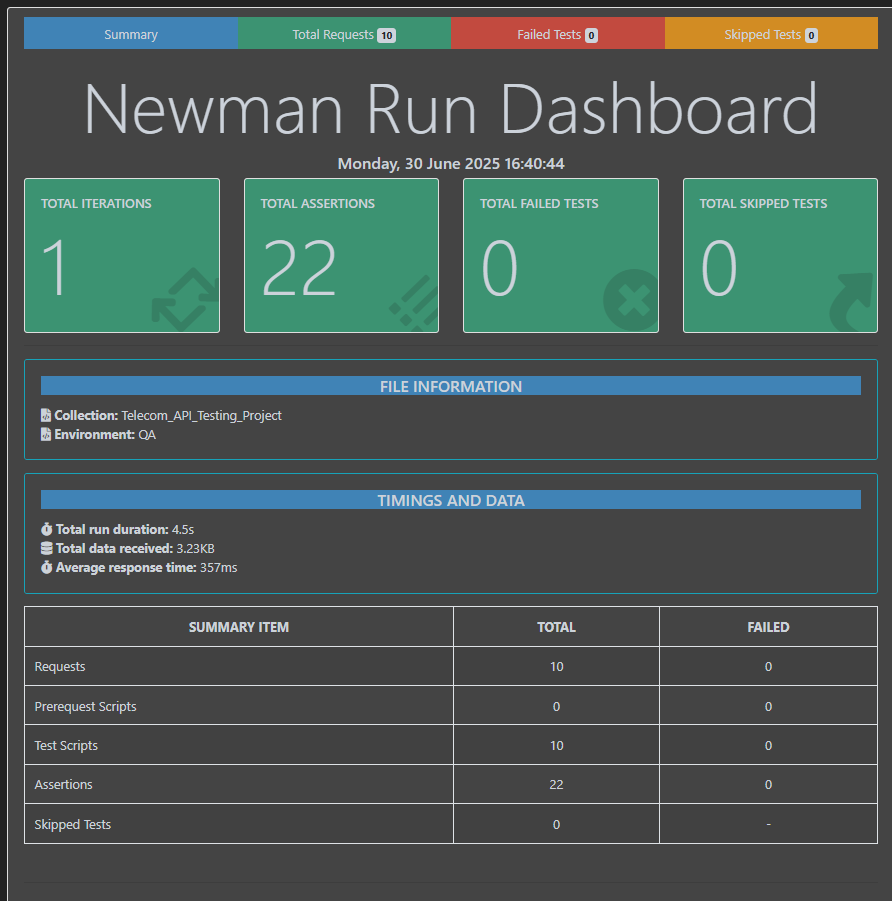 Summary
Total Requests 10
Failed Tests 0
Skipped Tests 0
Newman Run Dashboard
Monday, 30 June 2025 16:40:44
TOTAL ITERATIONS
1
TOTAL ASSERTIONS
22
TOTAL FAILED TESTS
0
TOTAL SKIPPED TESTS
0
FILE INFORMATION
Collection: Telecom_API_Testing_Project
Environment: QA
TIMINGS AND DATA
Total run duration: 4.5s
Total data received: 3.23KB
Average response time: 357ms
SUMMARY ITEM TOTAL FAILED
Requests 10 0
Prerequest Scripts 0 0
Test Scripts 10 0
Assertions 22 0
Skipped Tests 0 -